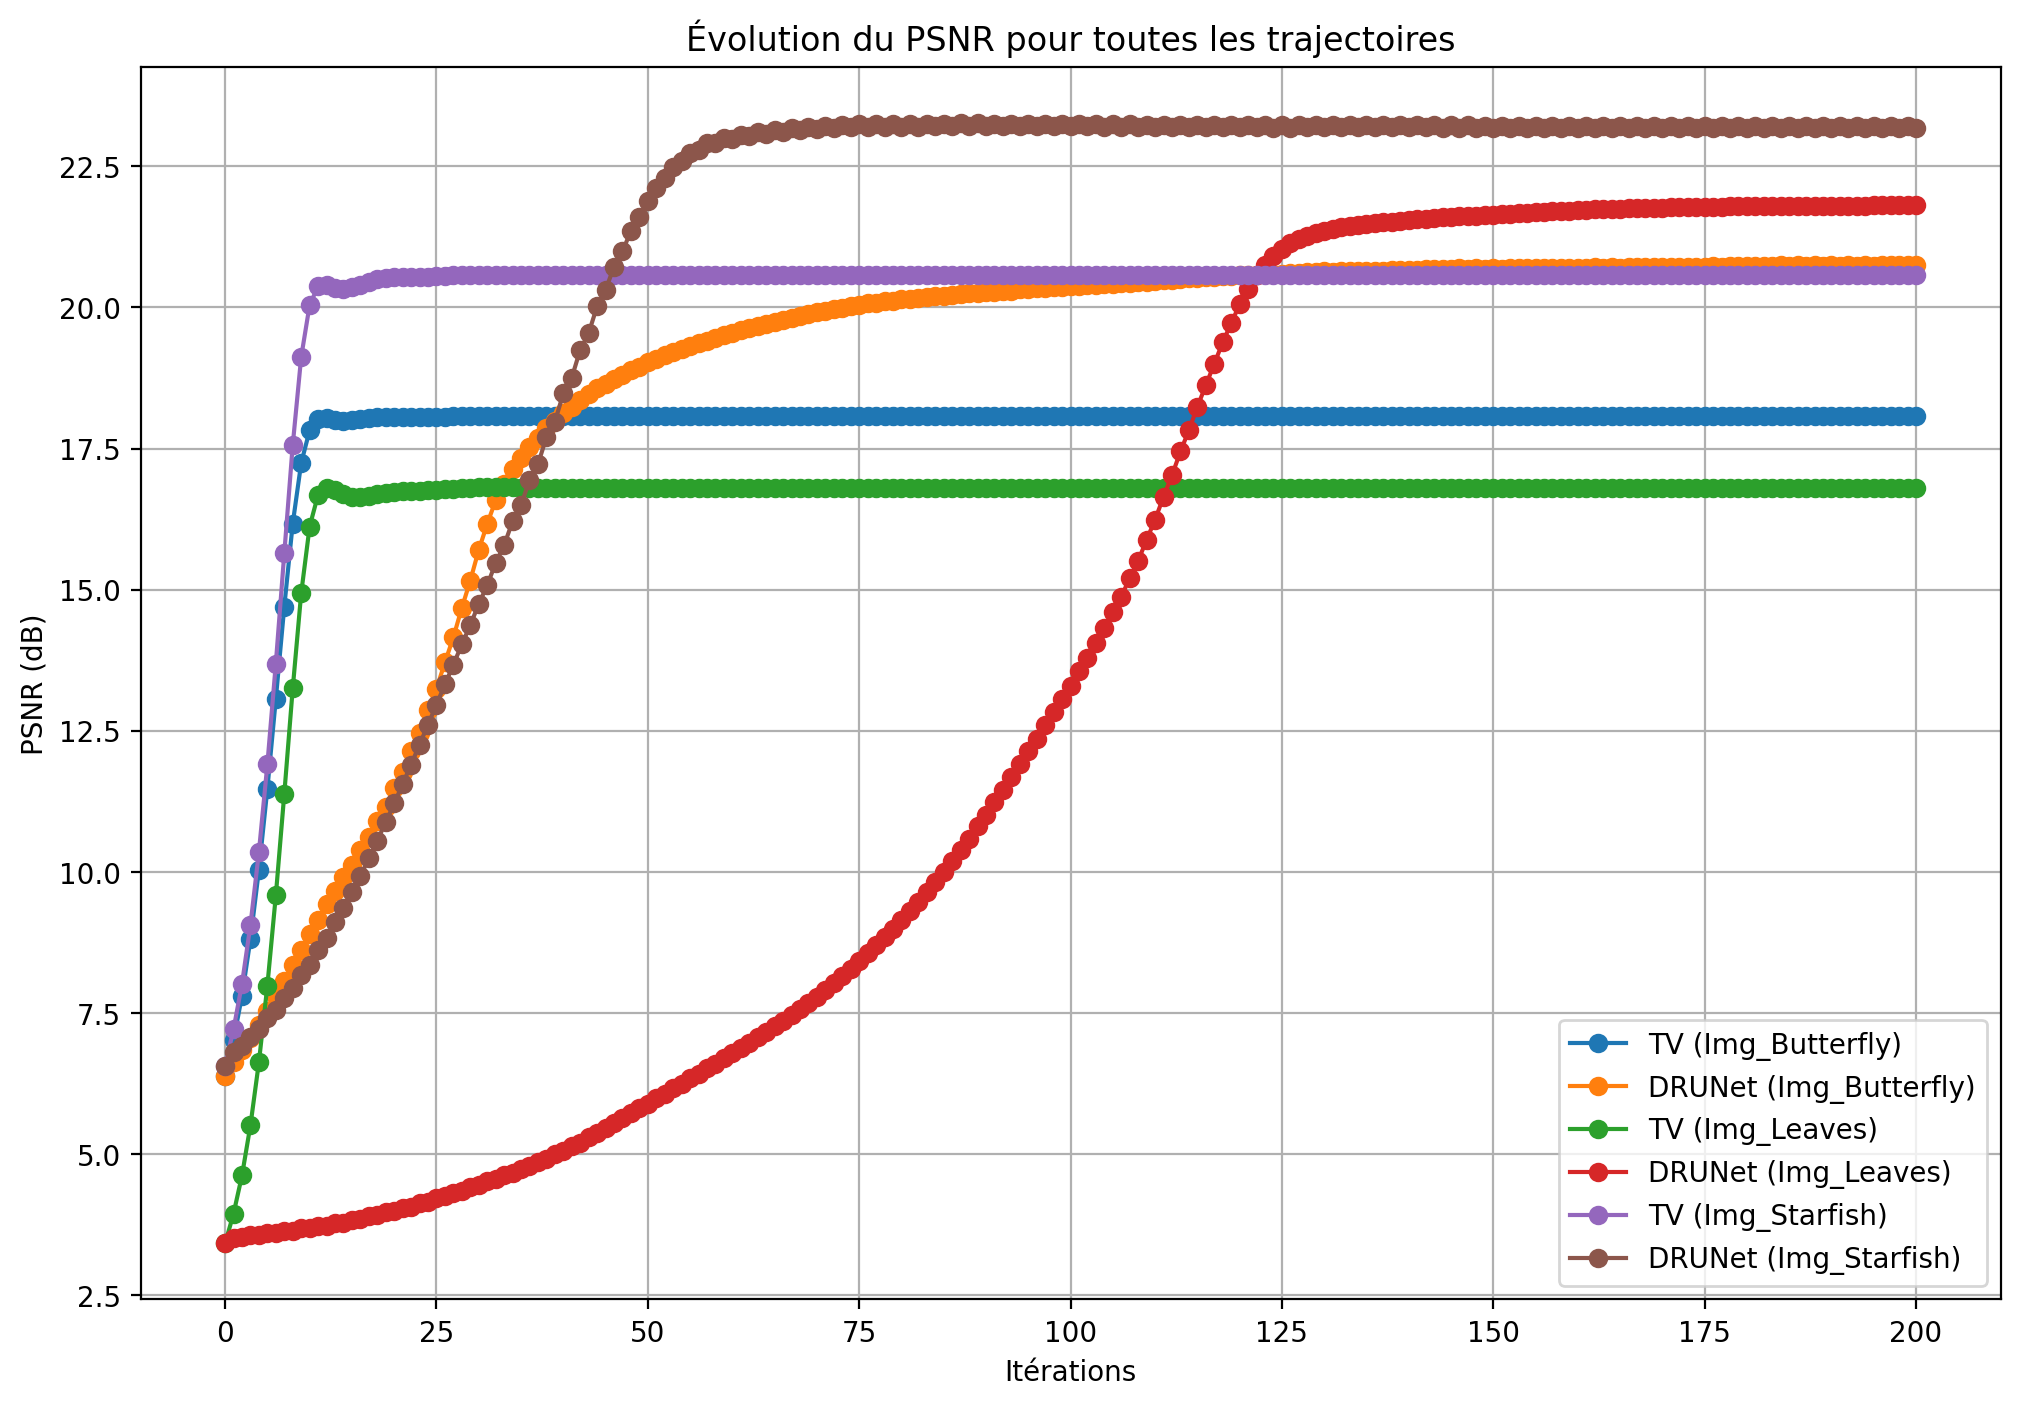 Évolution du PSNR pour toutes les trajectoires
PSNR (dB)
22.5
20.0
17.5
15.0
12.5
10.0
7.5
5.0
2.5
TV (Img_Butterfly)
DRUNet (Img_Butterfly)
TV (Img_Leaves)
DRUNet (Img_Leaves)
TV (Img_Starfish)
DRUNet (Img_Starfish)
0 25 50 75 100 125 150 175 200
Itérations